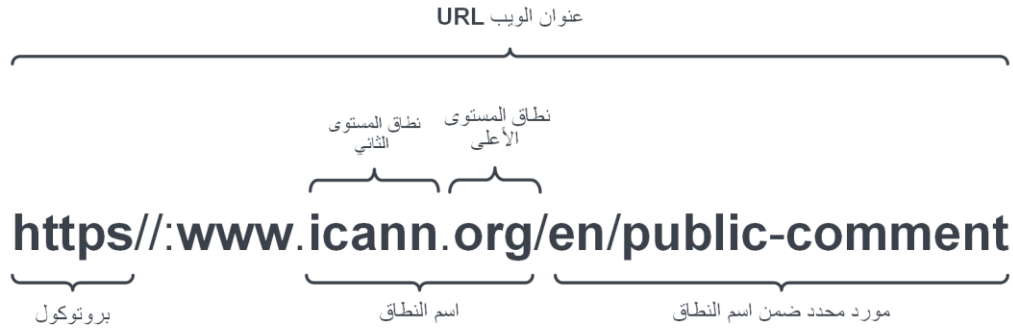 عنوان الويب URL
نطاق المستوى
الأعلى
نطاق المستوى
الثاني
https//:www.icann.org/en/public-comment
بروتوكول
اسم النطاق
مورد محدد ضمن اسم النطاق